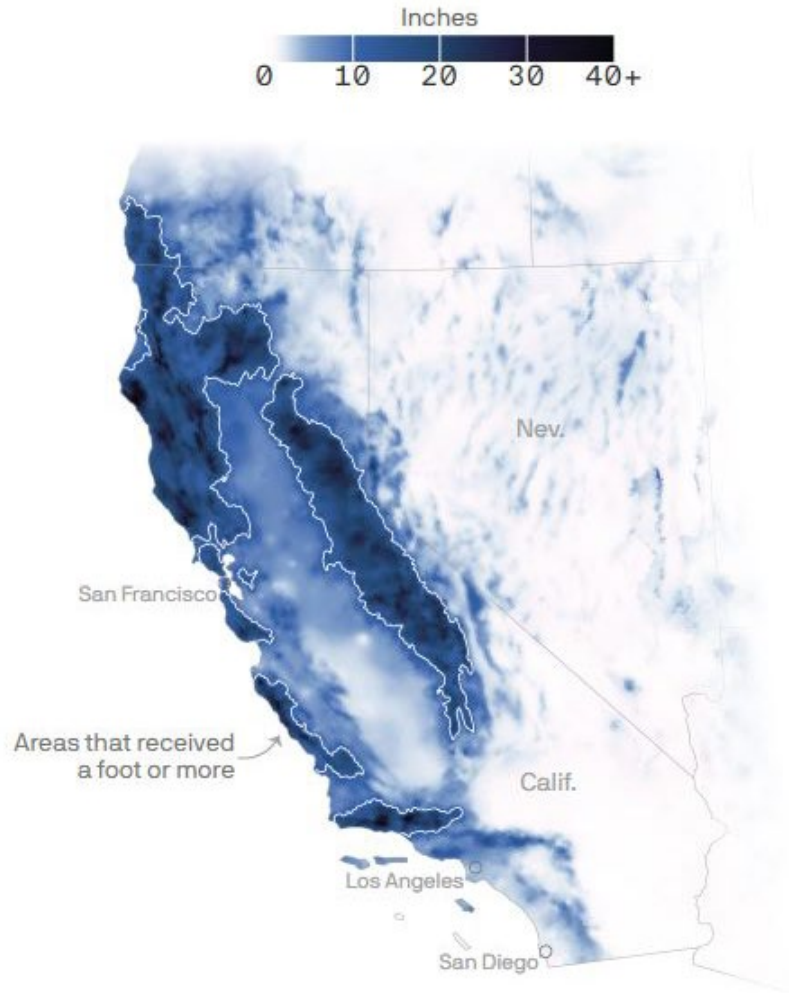 Inches
0 10 20 30 40+
Nev.
San Francisco
Areas that received
a foot or more
Calif.
Los Angeles
San Diego